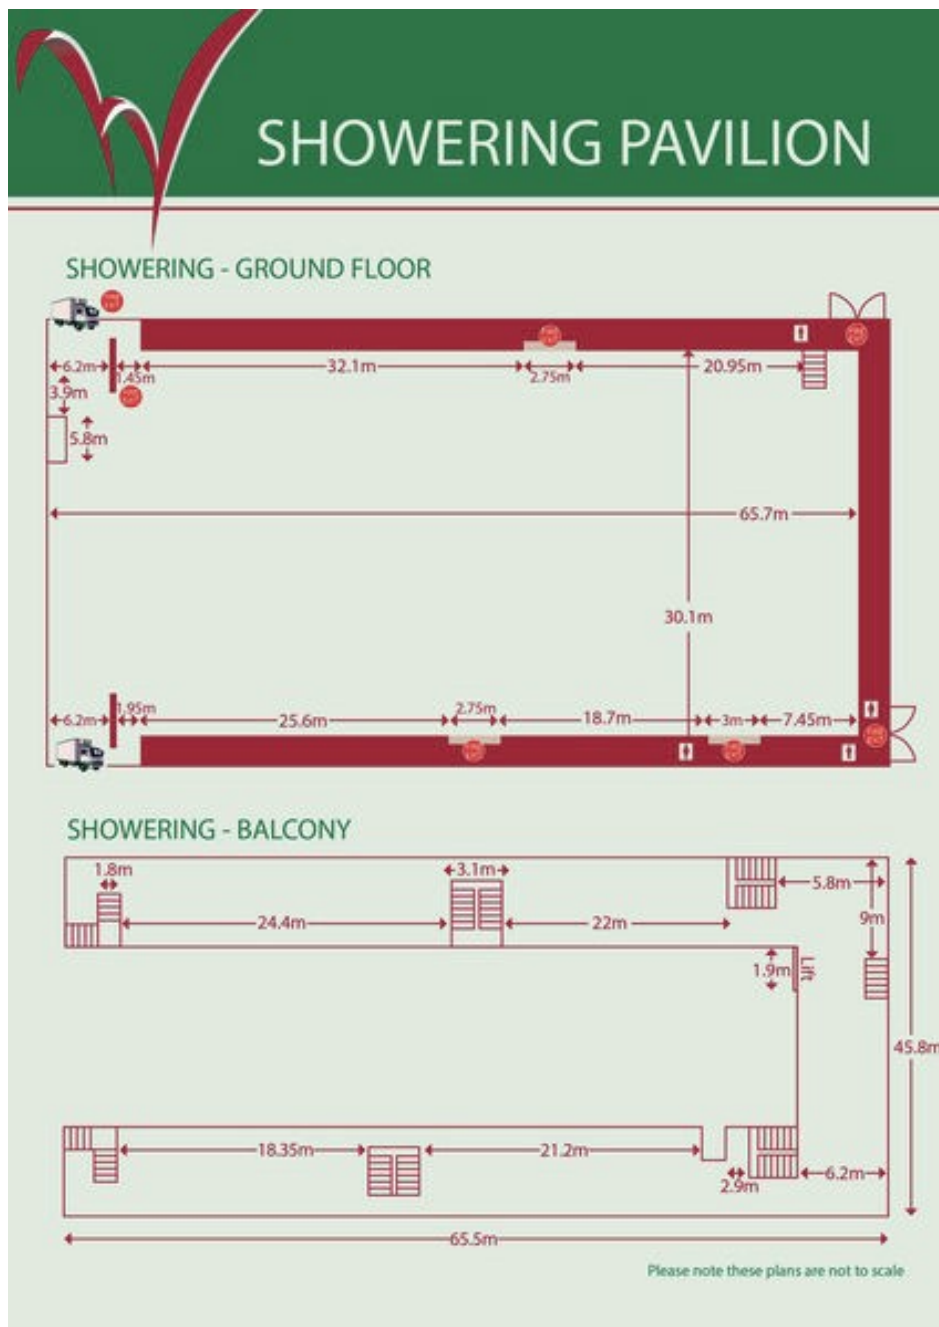 SHOWERING PAVILION
SHOWERING - GROUND FLOOR
6.2m
1.45m
32.1m
2.75m
20.95m
3.9m
5.8m
65.7m
30.1m
6.2m
1.95m
25.6m
2.75m
18.7m
3m
7.45m
SHOWERING - BALCONY
1.8m
3.1m
5.8m
24.4m
22m
9m
1.9m
Lift
45.8m
18.35m
21.2m
2.9m
6.2m
65.5m
Please note these plans are not to scale